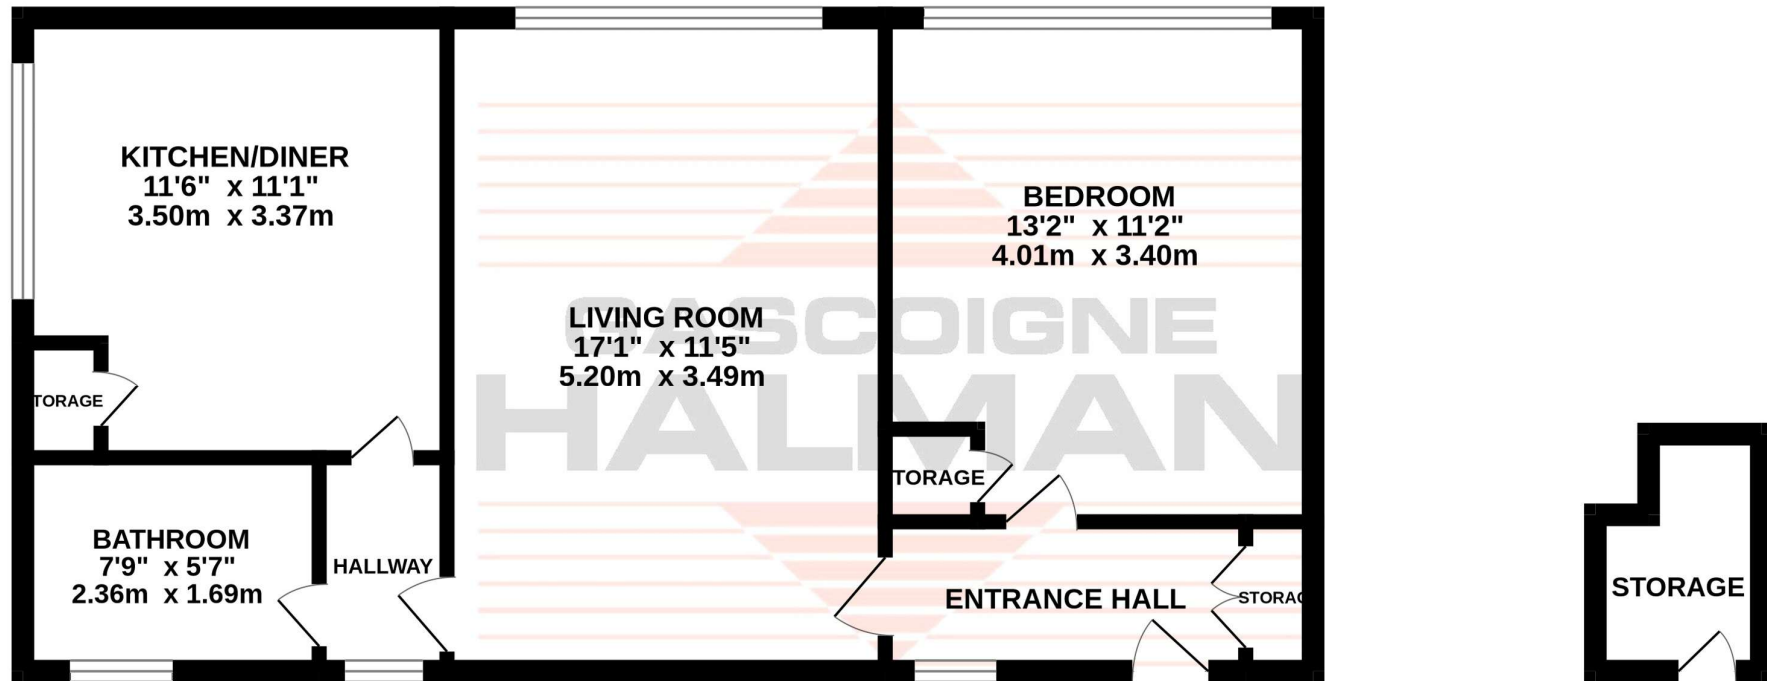 KITCHEN/DINER
11'6" x 11'1"
3.50m x 3.37m
BEDROOM
13'2" x 11'2"
4.01m x 3.40m
LIVING ROOM
17'1" x 11'5"
5.20m x 3.49m
GASCOIGNE
HALMAN
TORAGE
TORAGE
BATHROOM
7'9" x 5'7"
2.36m x 1.69m
HALLWAY
ENTRANCE HALL
STORAG
STORAGE